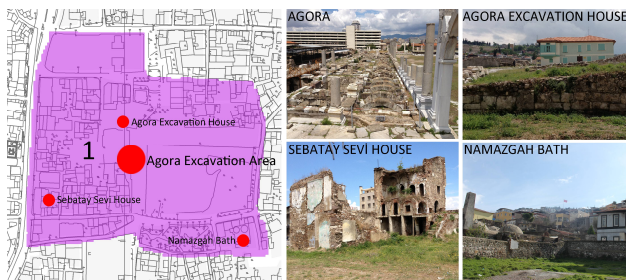 Agora Excavation House
1
Agora Excavation Area
Sebatay Sevi House
Namazgah Bath
AGORA
AGORA EXCAVATION HOUSE
SEBATAY SEVİ HOUSE
NAMAZGAH BATH